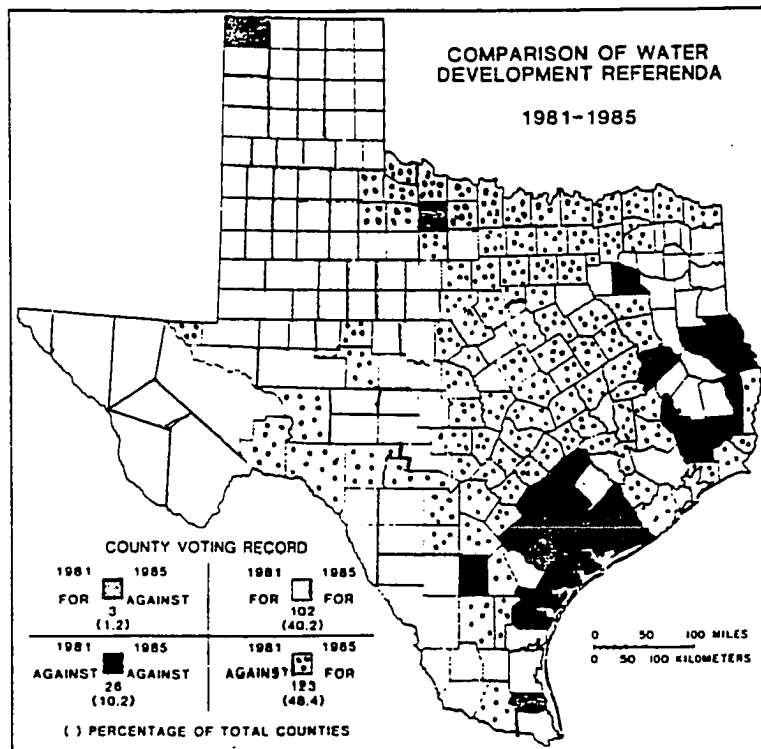 COMPARISON OF WATER
DEVELOPMENT REFERENDA
1981-1985
COUNTY VOTING RECORD
1981 1985
FOR AGAINST
3
(1.2)
1981 1985
FOR FOR
102
(40.2)
1981 1985
AGAINST AGAINST
26
(10.2)
1981 1985
AGAINST FOR
123
(48.4)
( ) PERCENTAGE OF TOTAL COUNTIES
0 50 100 MILES
0 50 100 KILOMETERS